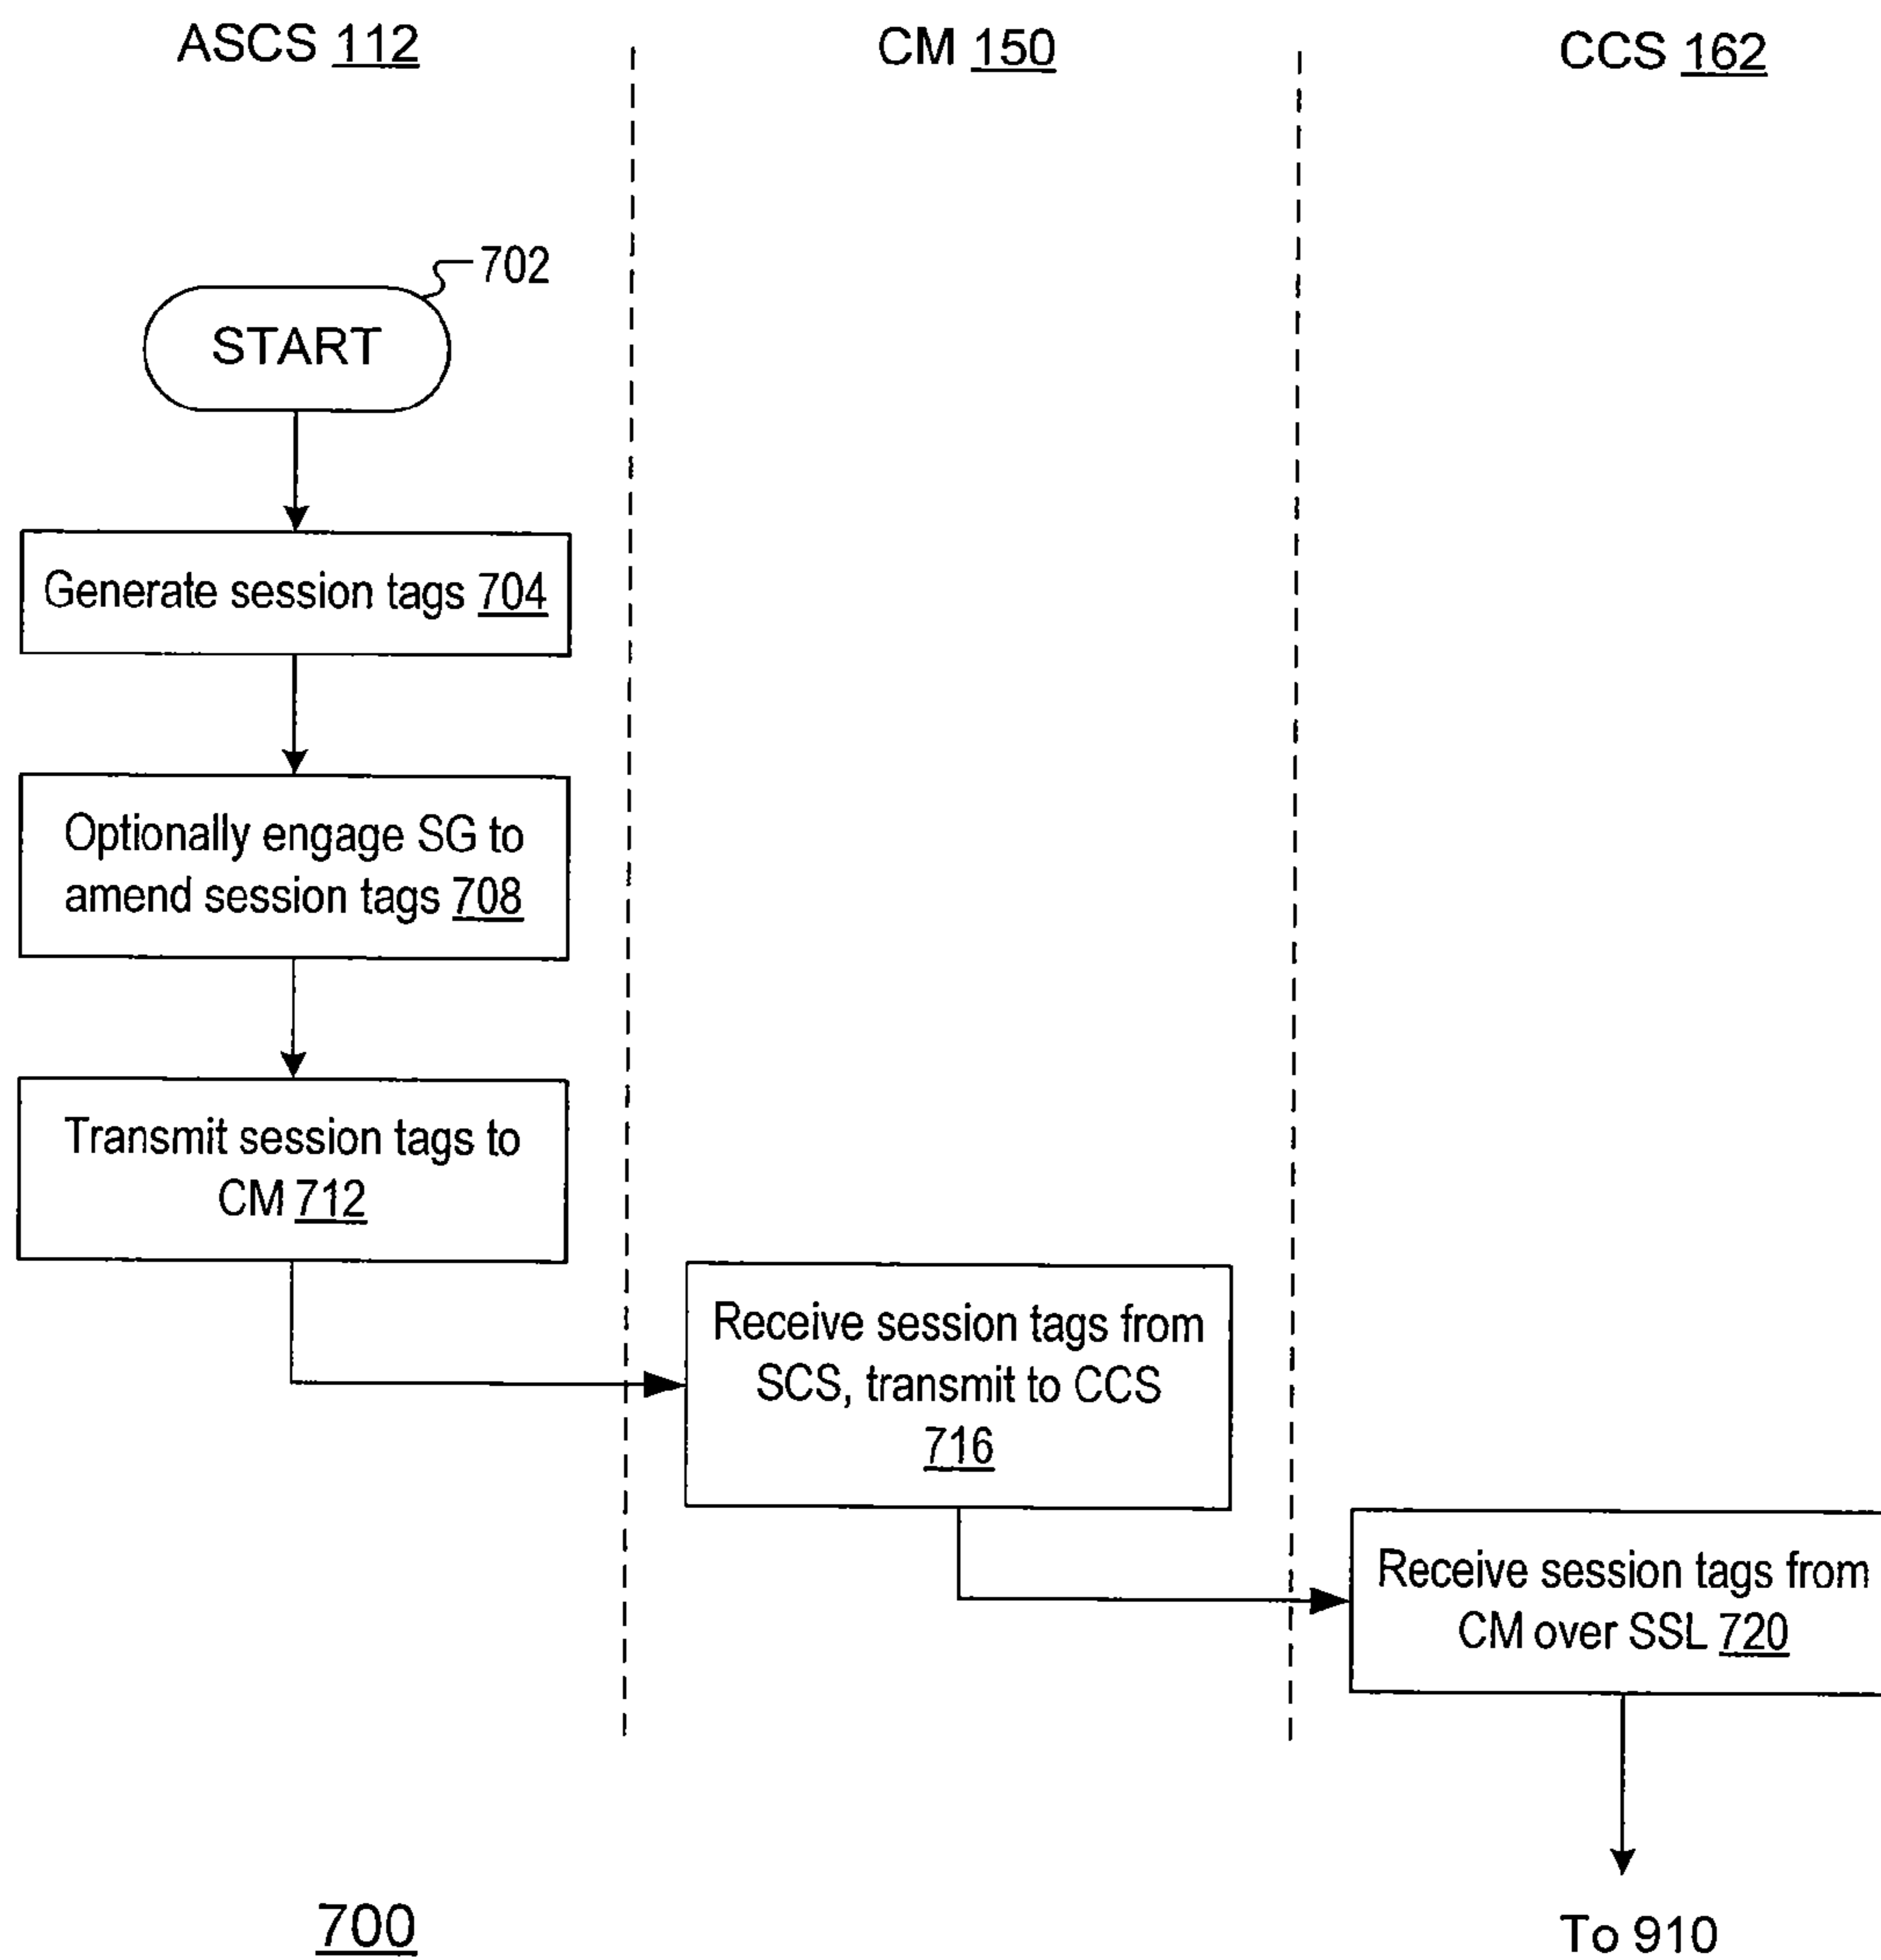 ASCS 112
CM 150
CCS 162
702
START
Generate session tags 704
Optionally engage SG to
amend session tags 708
Transmit session tags to
CM 712
Receive session tags from
SCS, transmit to CCS
716
Receive session tags from
CM over SSL 720
700
To 910